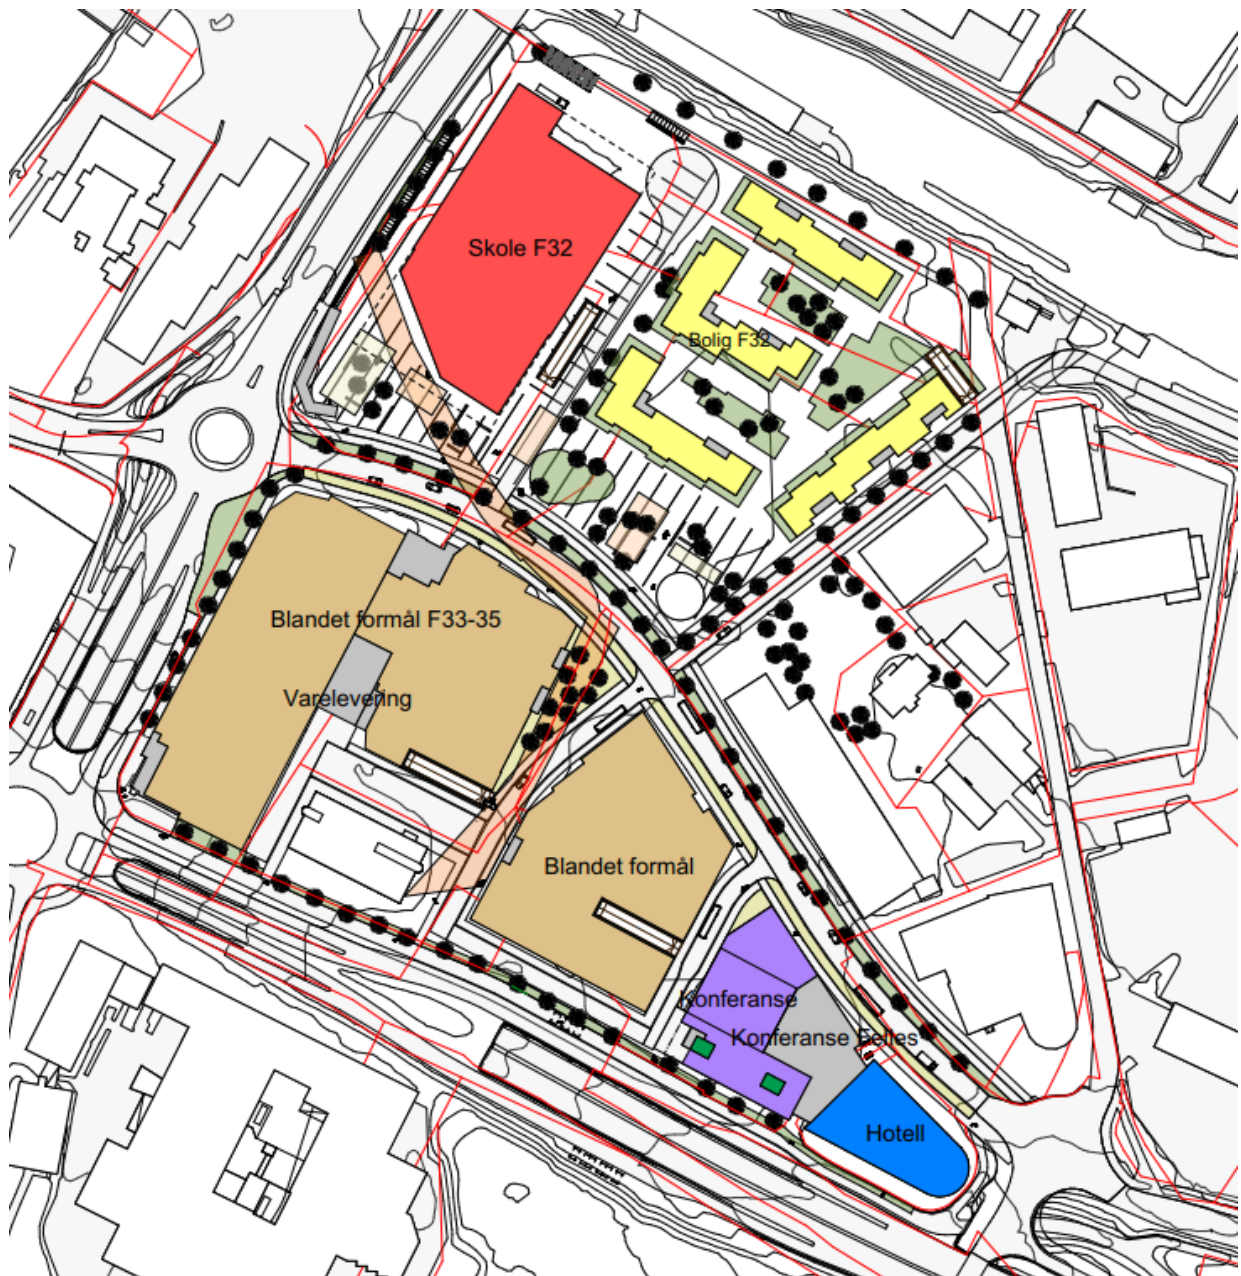 Skole F32
Bolig F32
Blandet formål F33-35
Varelevering
Blandet formål
Konferanse
Konferanse Felles
Hotell